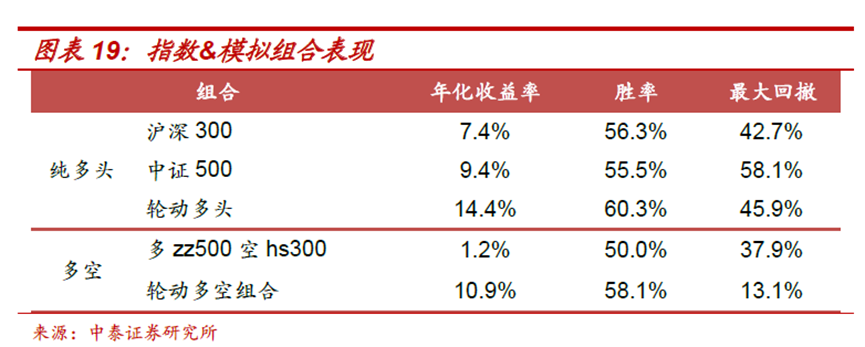 图表 19：指数&模拟组合表现
组合 年化收益率 胜率 最大回撤
纯多头
沪深 300 7.4% 56.3% 42.7%
中证 500 9.4% 55.5% 58.1%
轮动多头 14.4% 60.3% 45.9%
多空
多 zz500 空 hs300 1.2% 50.0% 37.9%
轮动多空组合 10.9% 58.1% 13.1%
来源：中泰证券研究所